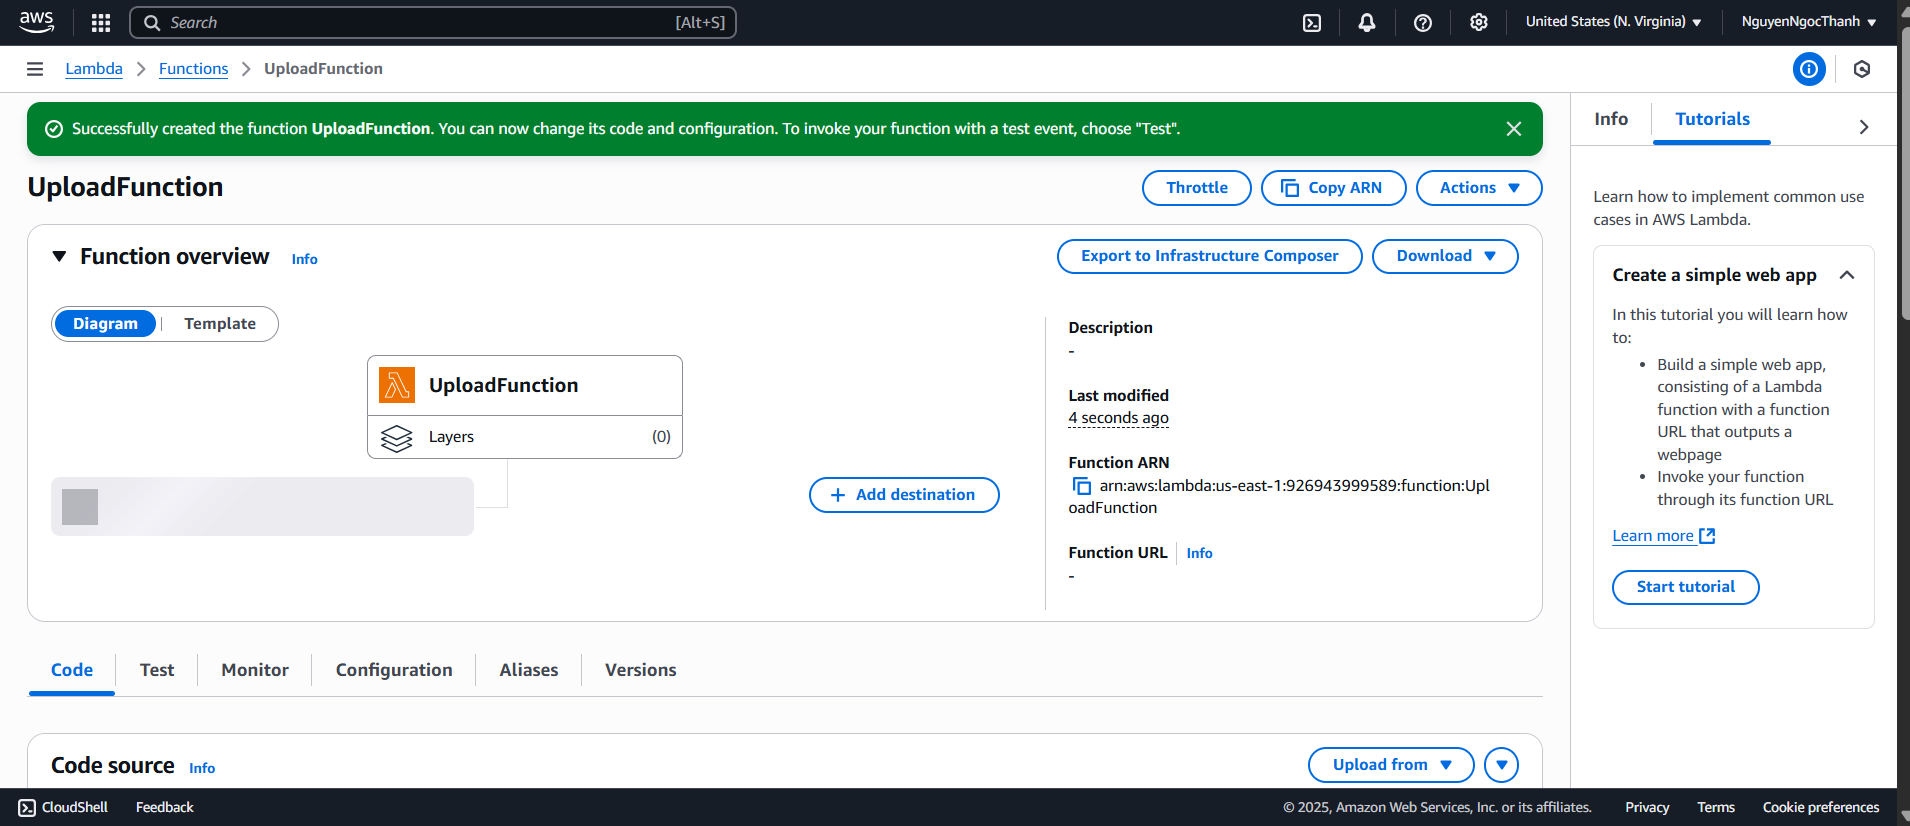 aws
Search
[Alt+S]
United States (N. Virginia)
NguyenNgocThanh
Lambda
Functions
UploadFunction
Successfully created the function UploadFunction. You can now change its code and configuration. To invoke your function with a test event, choose "Test".
UploadFunction
Throttle
Copy ARN
Actions
Function overview
Info
Export to Infrastructure Composer
Download
Diagram
Template
UploadFunction
Layers
(0)
Add destination
Description
-
Last modified
4 seconds ago
Function ARN
arn:aws:lambda:us-east-1:926943999589:function:Upl
oadFunction
Function URL
Info
-
Code
Test
Monitor
Configuration
Aliases
Versions
Code source
Info
Upload from
Info
Tutorials
Learn how to implement common use
cases in AWS Lambda.
Create a simple web app
In this tutorial you will learn how
to:
• Build a simple web app,
consisting of a Lambda
function with a function
URL that outputs a
webpage
• Invoke your function
through its function URL
Learn more
Start tutorial
CloudShell
Feedback
© 2025, Amazon Web Services, Inc. or its affiliates.
Privacy
Terms
Cookie preferences